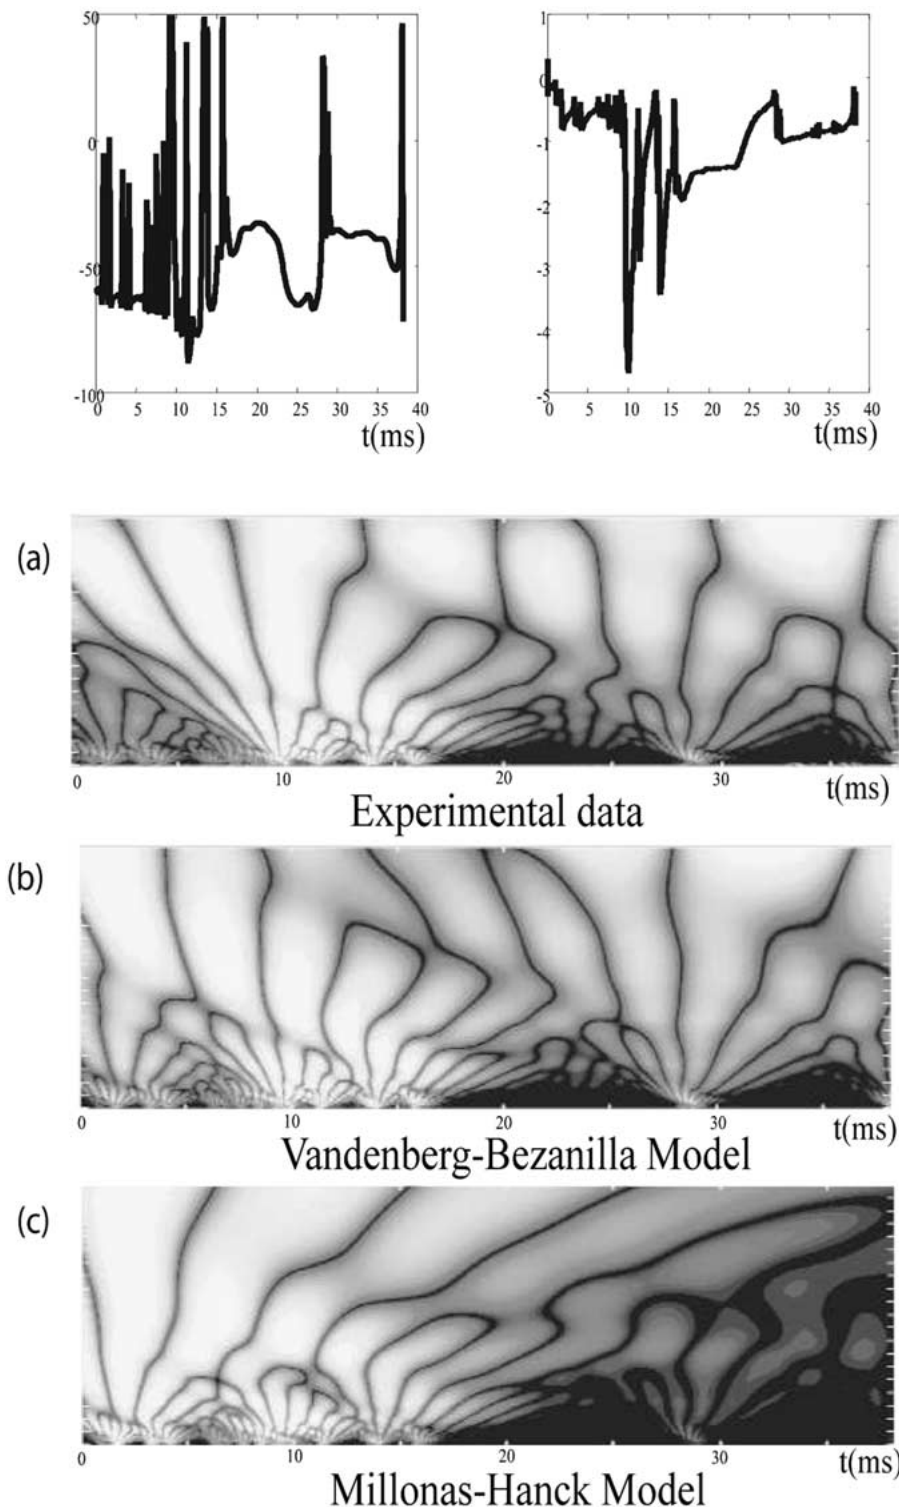 50
0
-50
-100
0 5 10 15 20 25 30 35 40
t(ms)
1
0
-1
-2
-3
-4
-5
0 5 10 15 20 25 30 35 40
t(ms)
(a)
0 10 20 30 t(ms)
Experimental data
(b)
0 10 20 30 t(ms)
Vandenberg-Bezanilla Model
(c)
0 10 20 30 t(ms)
Millonas-Hanck Model